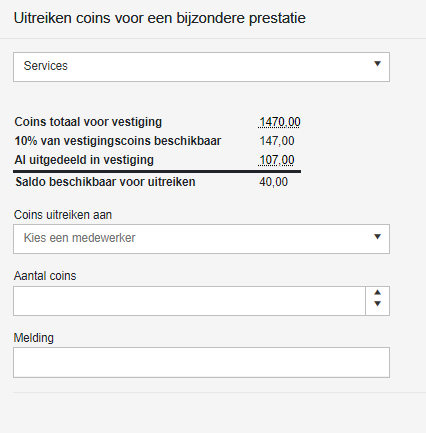 Uitreiken coins voor een bijzondere prestatie
Services
Coins totaal voor vestiging 1470,00
10% van vestigingscoins beschikbaar 147,00
Al uitgedeeld in vestiging 107,00
Saldo beschikbaar voor uitreiken 40,00
Coins uitreiken aan
Kies een medewerker
Aantal coins
Melding